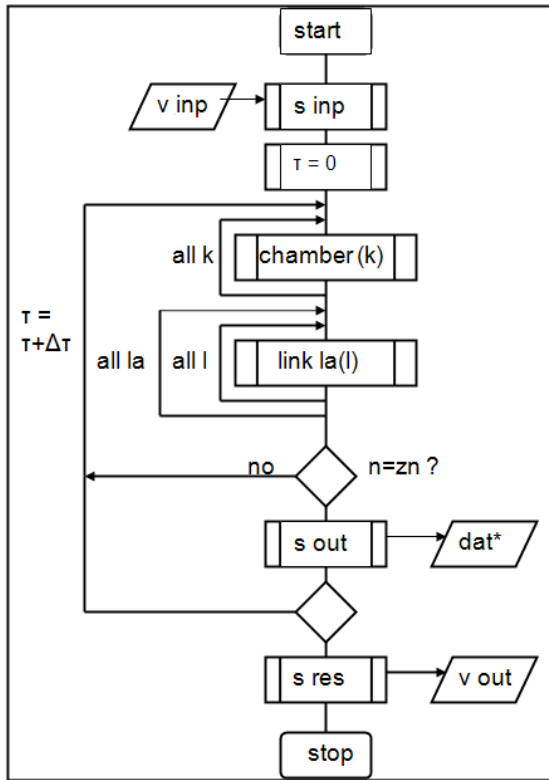 start
v inp
s inp
τ = 0
all k
chamber (k)
τ =
τ+Δτ
all la
all l
link la(l)
no
n=zn ?
s out
dat*
s res
v out
stop